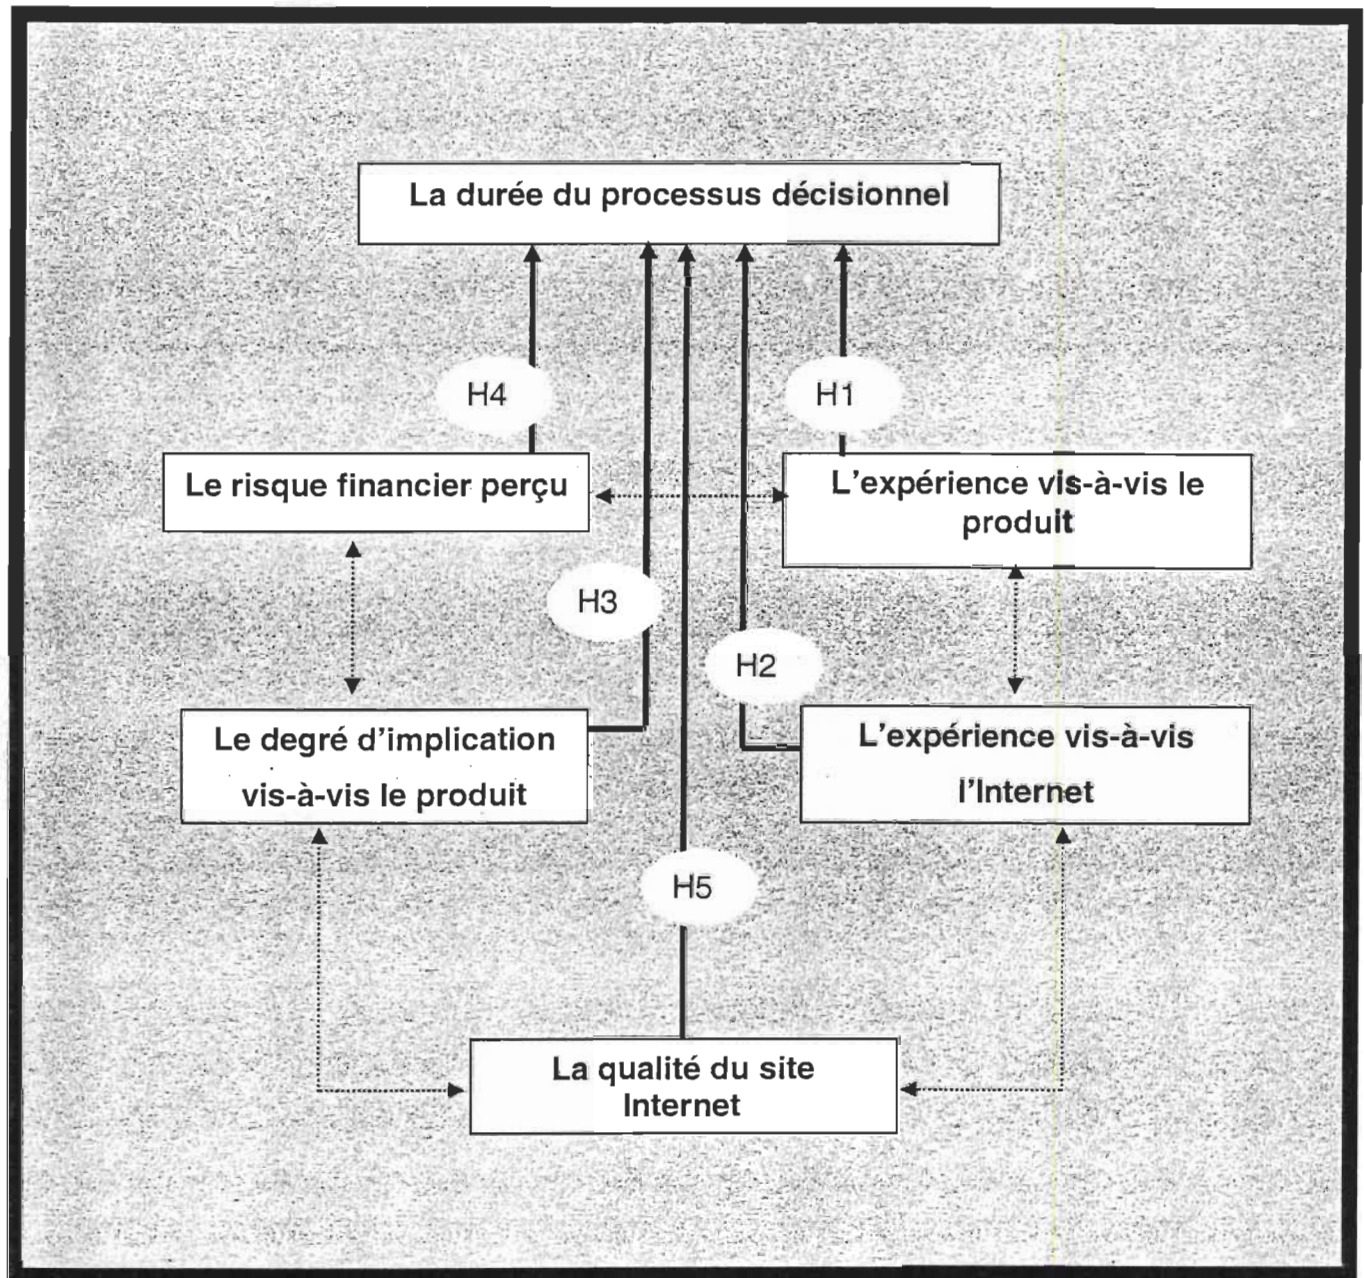 La durée du processus décisionnel
H4
H1
Le risque financier perçu
L'expérience vis-à-vis le
produit
H3
H2
Le degré d'implication
vis-à-vis le produit
L'expérience vis-à-vis
l'Internet
H5
La qualité du site
Internet